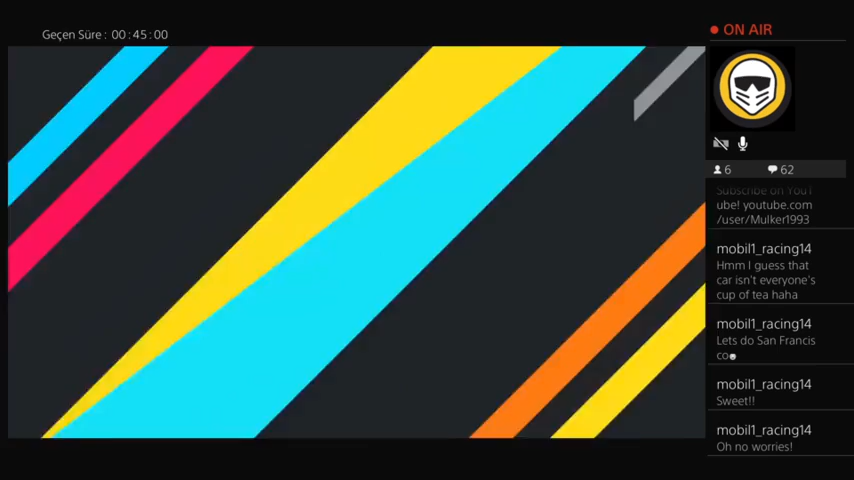 Geçen Süre : 00:45:00
ON AIR
6 62
Subscribe on YouT
ube! youtube.com
/user/Mulker1993
mobil1_racing14
Hmm I guess that
car isn't everyone's
cup of tea haha
mobil1_racing14
Lets do San Francis
co
mobil1_racing14
Sweet!!
mobil1_racing14
Oh no worries!